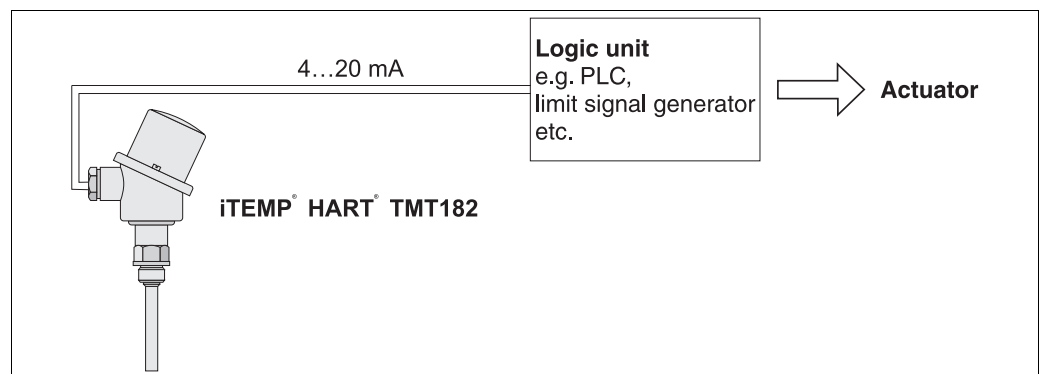 4...20 mA
Logic unit
e.g. PLC,
limit signal generator
etc.
Actuator
iTEMP® HART® TMT182